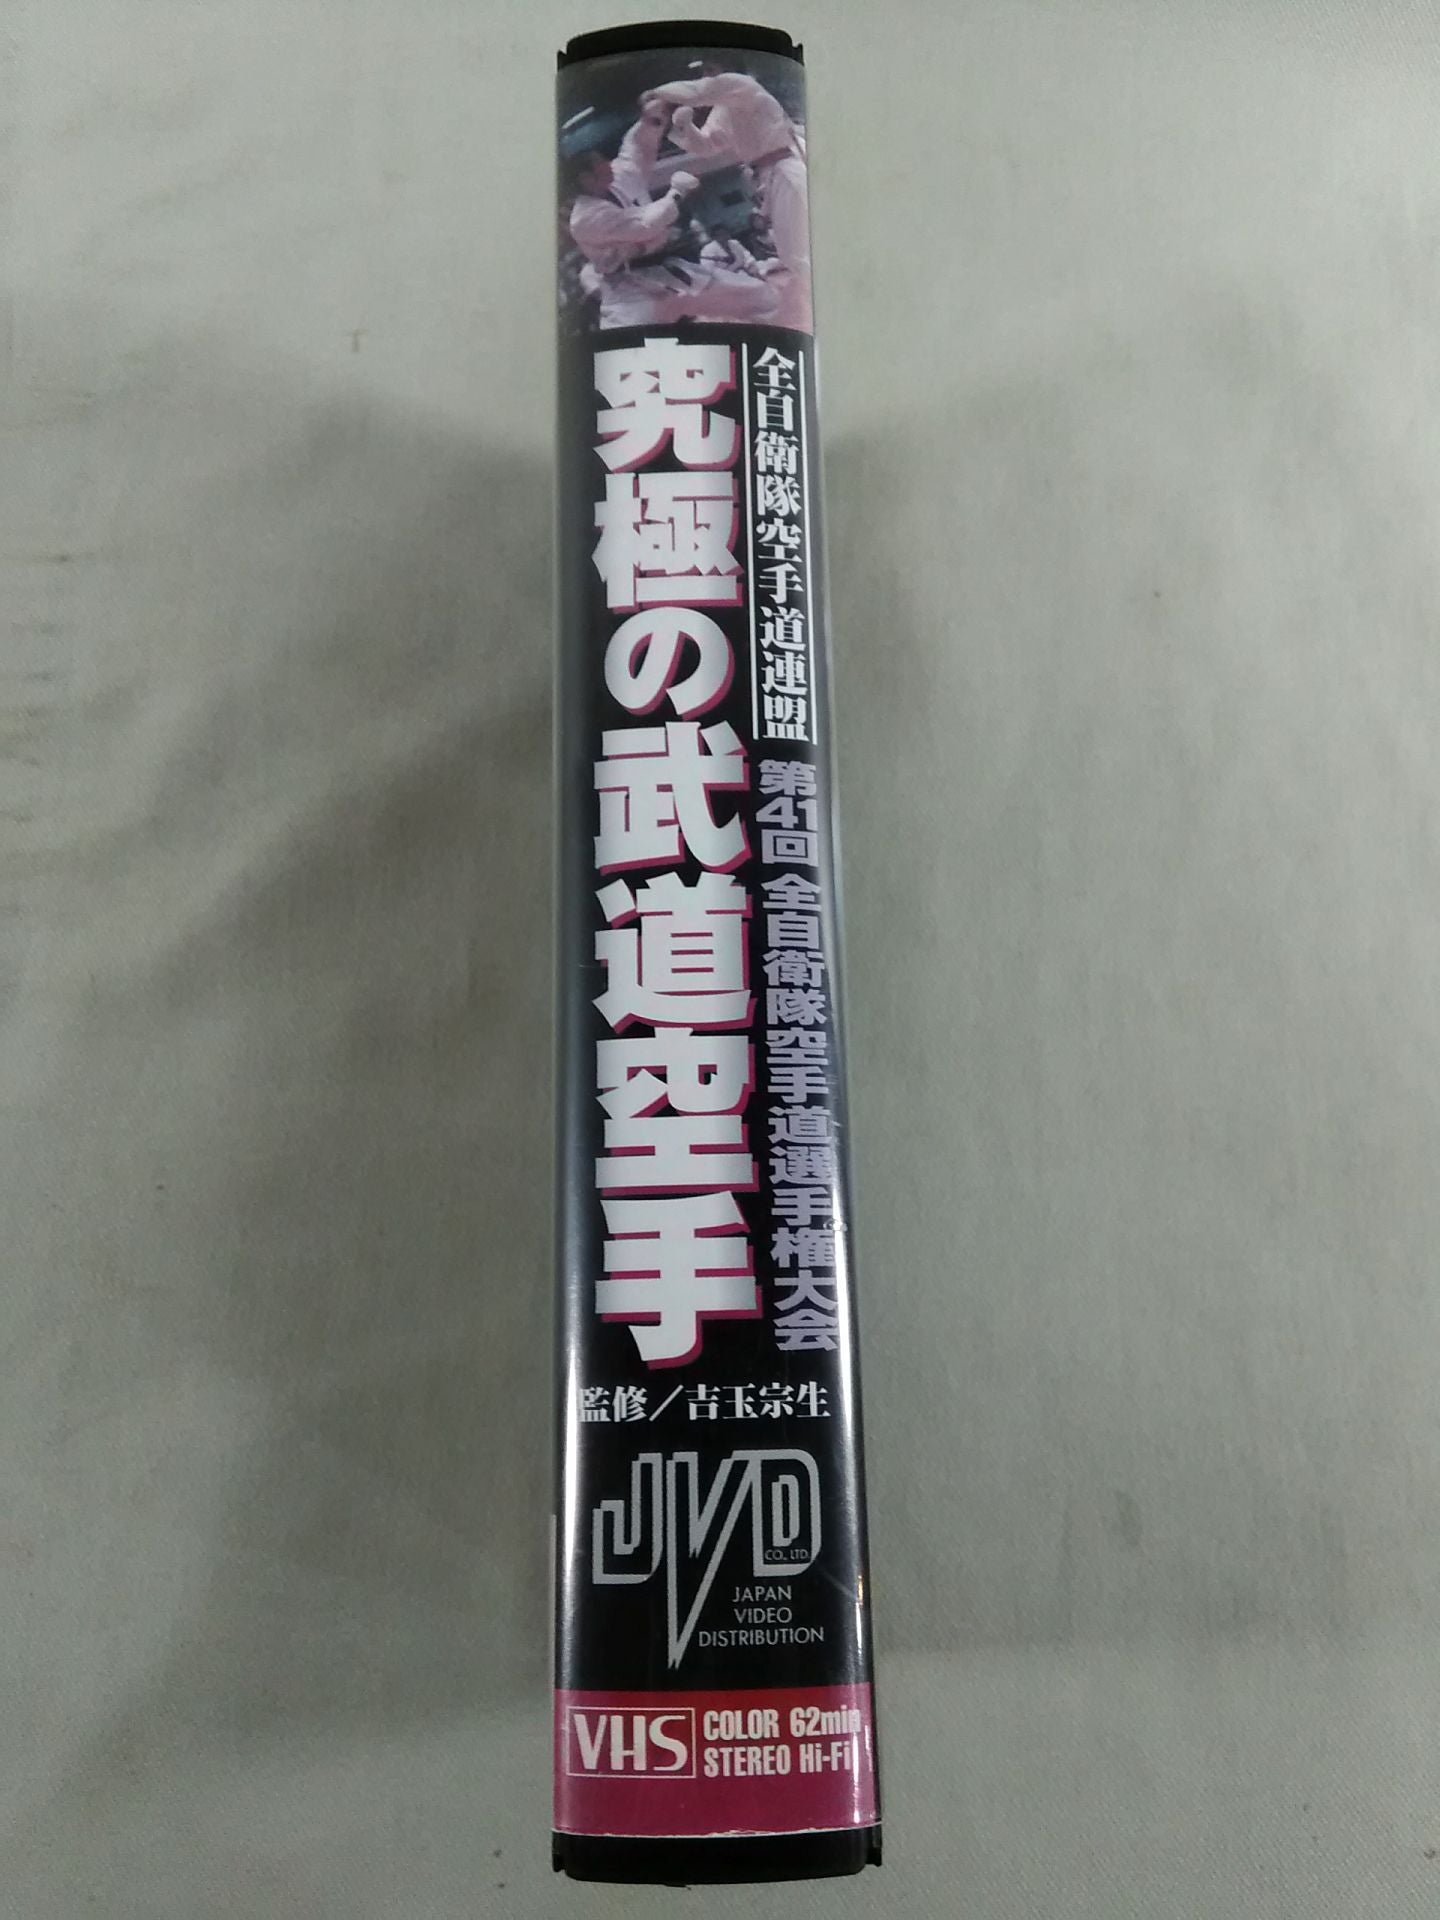 全自衛隊空手道連盟
第41回 全自衛隊空手道選手権大会
究極の武道空手
監修／吉玉宗生
JVD
CO., LTD.
JAPAN
VIDEO
DISTRIBUTION
VHS
COLOR 62min
STEREO Hi-Fi